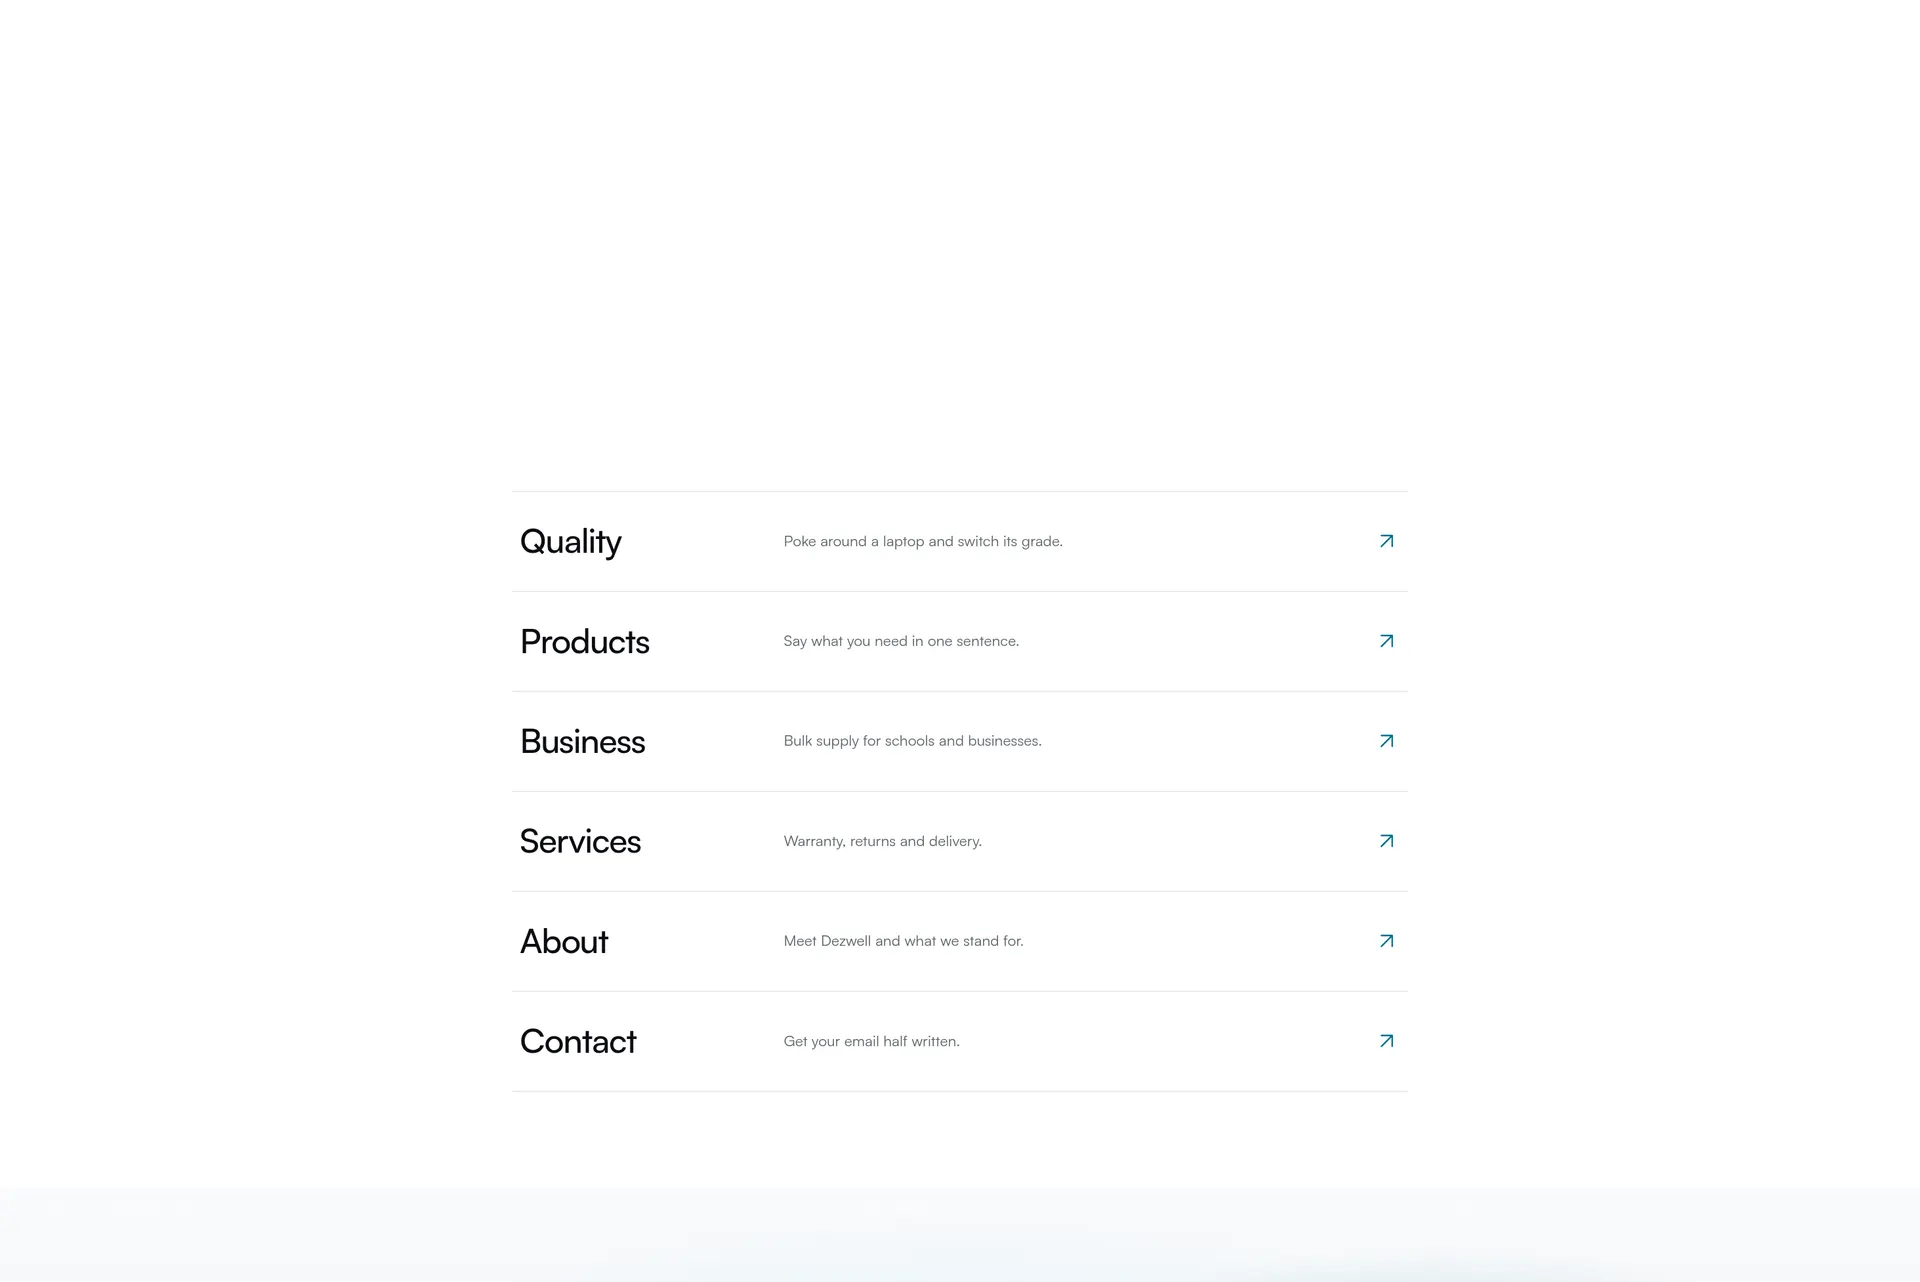 Quality
Poke around a laptop and switch its grade.
Products
Say what you need in one sentence.
Business
Bulk supply for schools and businesses.
Services
Warranty, returns and delivery.
About
Meet Dezwell and what we stand for.
Contact
Get your email half written.